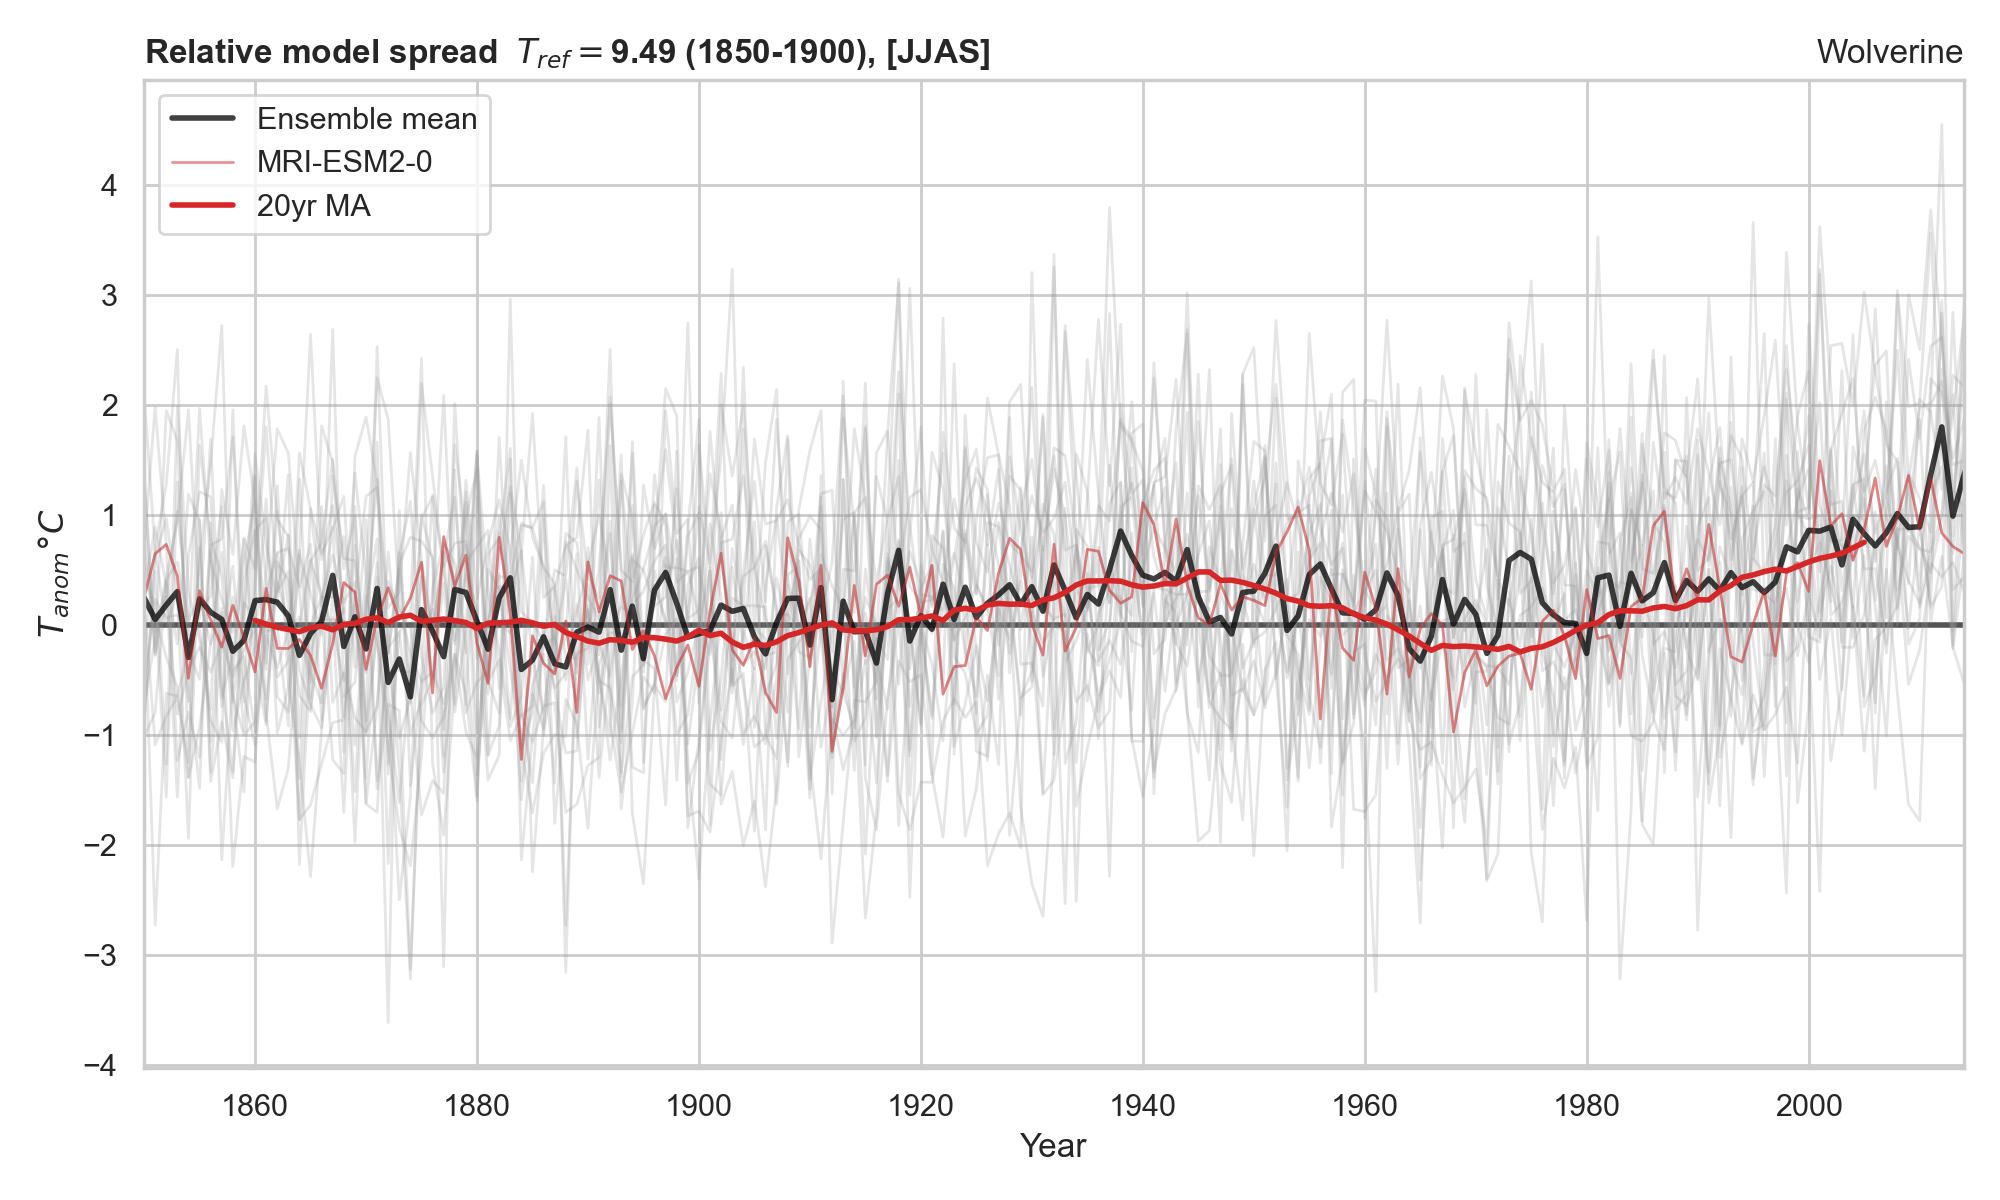 Relative model spread T_ref = 9.49 (1850-1900), [JJAS]
Wolverine
Ensemble mean
MRI-ESM2-0
20yr MA
4
3
2
1
0
−1
−2
−3
−4
T_anom °C
1860 1880 1900 1920 1940 1960 1980 2000
Year